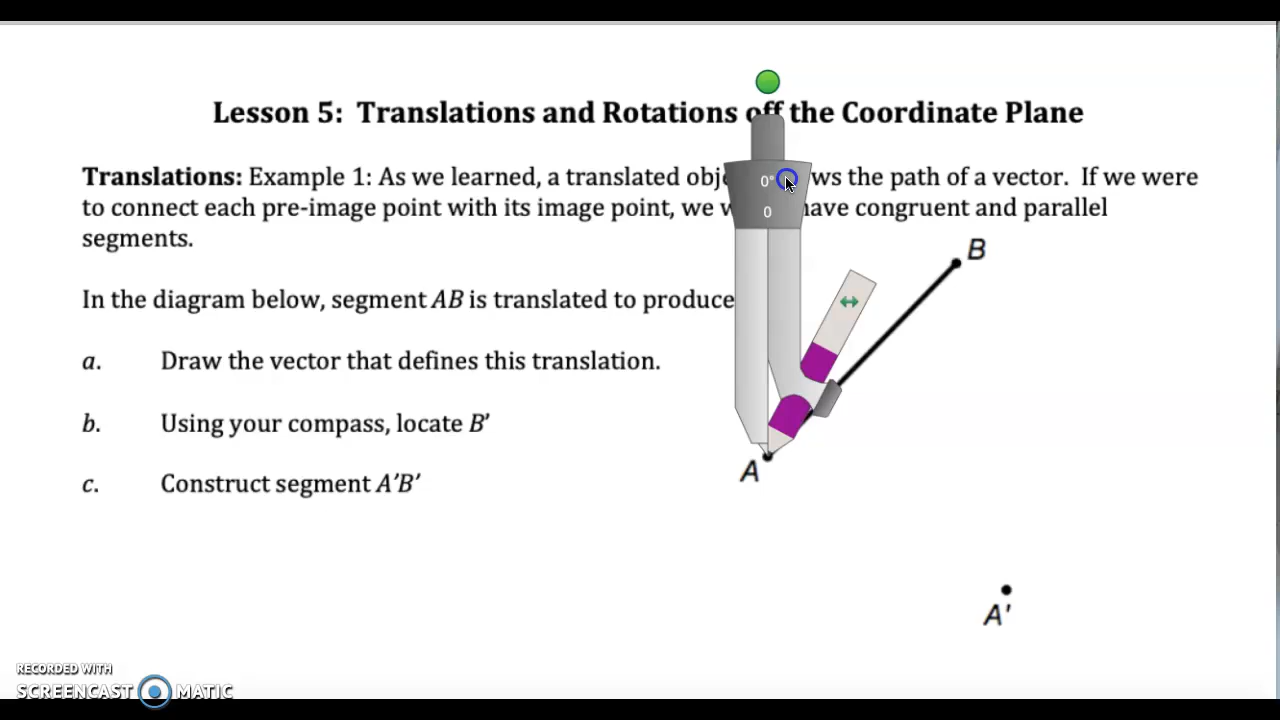 Lesson 5: Translations and Rotations off the Coordinate Plane
Translations: Example 1: As we learned, a translated the path of a vector. If we were
to connect each pre-image point with its image point, we have congruent and parallel
segments.
In the diagram below, segment AB is translated to produce
a. Draw the vector that defines this translation.
b. Using your compass, locate B'
c. Construct segment A'B'
0°
0
B
A
A'
RECORDED WITH
SCREENCAST MATIC